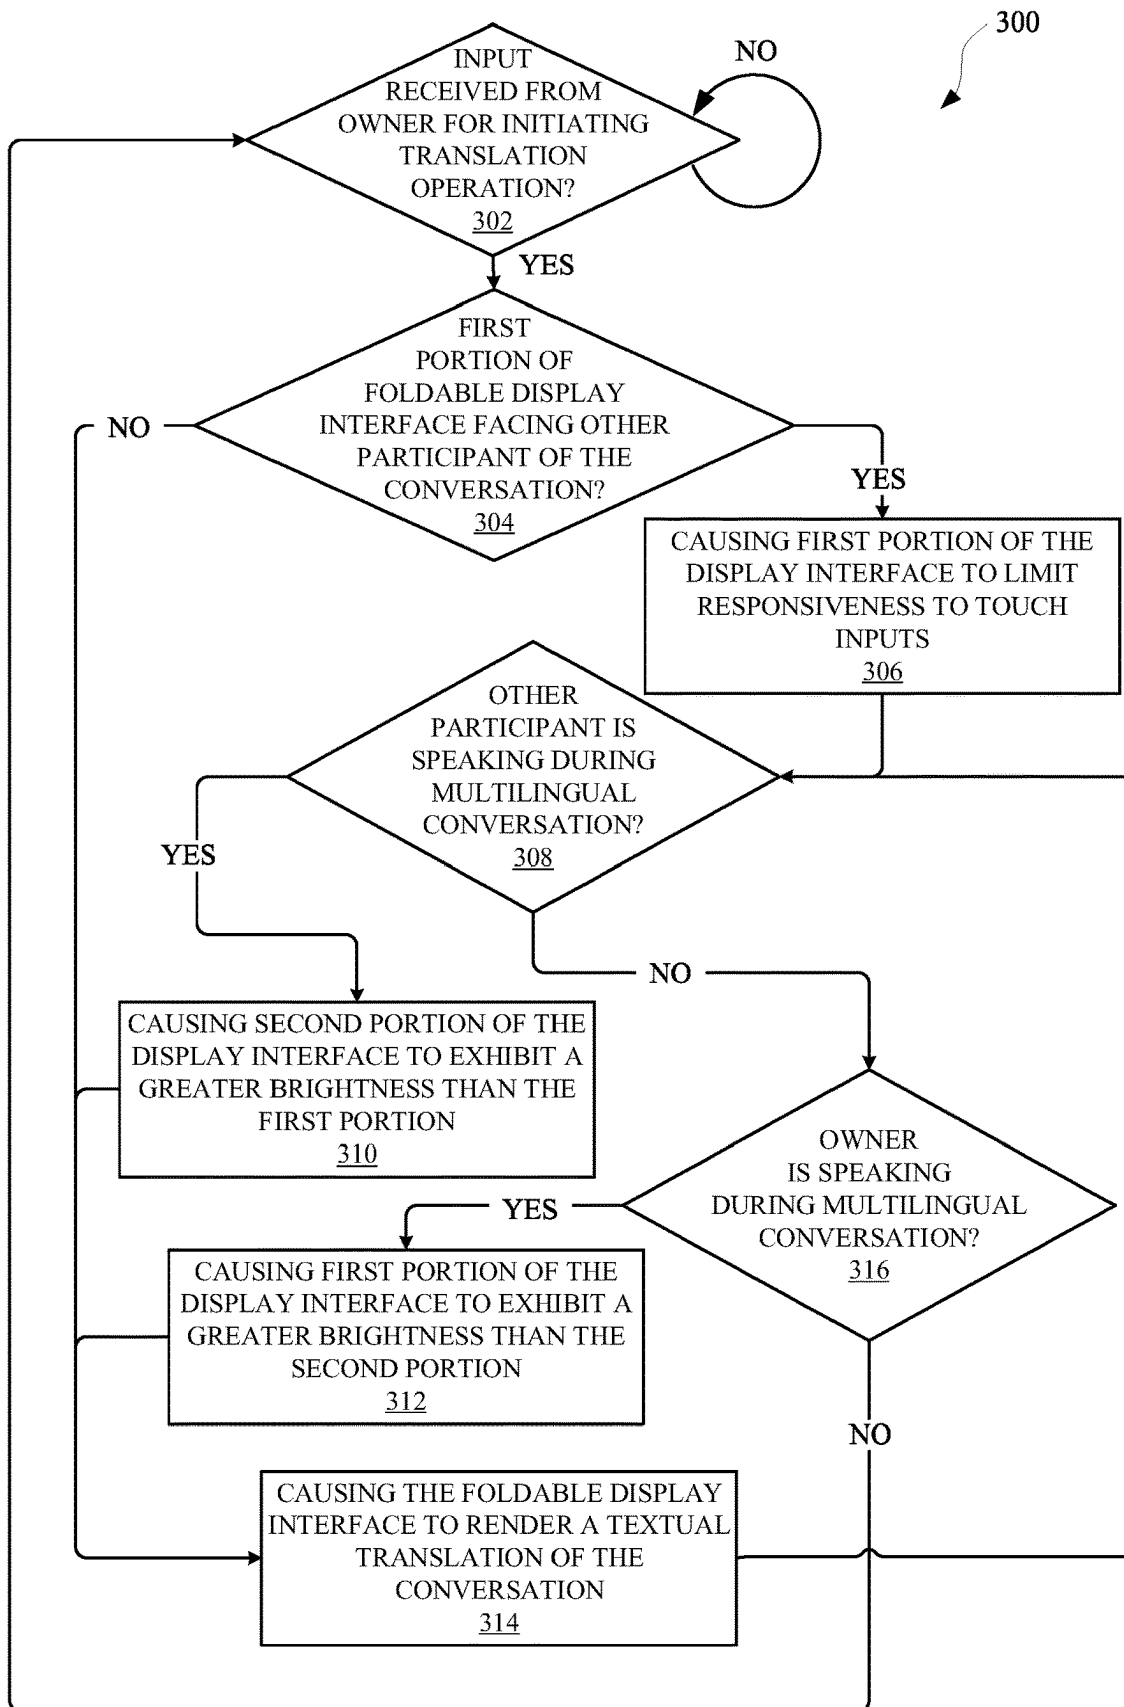 300
NO
INPUT
RECEIVED FROM
OWNER FOR INITIATING
TRANSLATION
OPERATION?
302
YES
FIRST
PORTION OF
FOLDABLE DISPLAY
INTERFACE FACING OTHER
PARTICIPANT OF THE
CONVERSATION?
304
NO
YES
CAUSING FIRST PORTION OF THE
DISPLAY INTERFACE TO LIMIT
RESPONSIVENESS TO TOUCH
INPUTS
306
OTHER
PARTICIPANT IS
SPEAKING DURING
MULTILINGUAL
CONVERSATION?
308
YES
NO
CAUSING SECOND PORTION OF THE
DISPLAY INTERFACE TO EXHIBIT A
GREATER BRIGHTNESS THAN THE
FIRST PORTION
310
OWNER
IS SPEAKING
DURING MULTILINGUAL
CONVERSATION?
316
YES
CAUSING FIRST PORTION OF THE
DISPLAY INTERFACE TO EXHIBIT A
GREATER BRIGHTNESS THAN THE
SECOND PORTION
312
NO
CAUSING THE FOLDABLE DISPLAY
INTERFACE TO RENDER A TEXTUAL
TRANSLATION OF THE
CONVERSATION
314